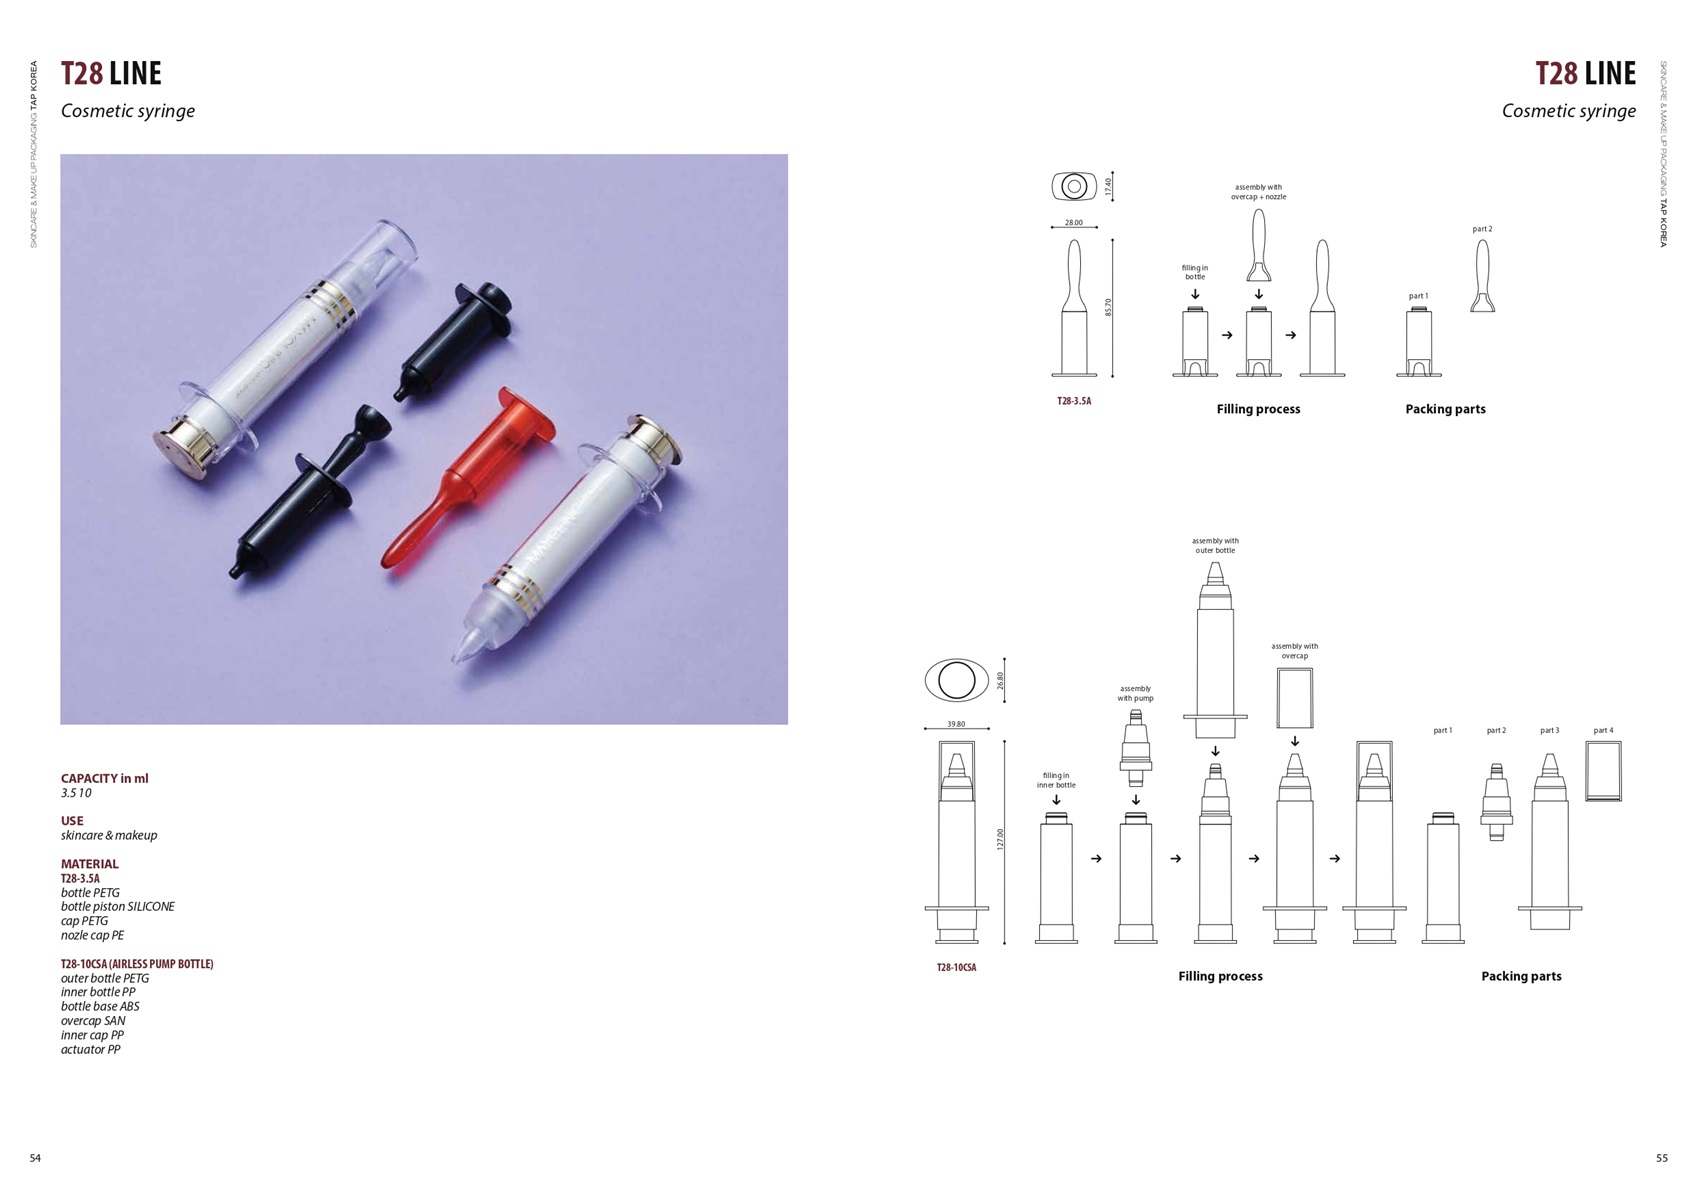 SKINCARE & MAKE UP PACKAGING TAP KOREA
T28 LINE
Cosmetic syringe
CAPACITY in ml
3.5 10
USE
skincare & makeup
MATERIAL
T28-3.5A
bottle PETG
bottle piston SILICONE
cap PETG
nozle cap PE
T28-10CSA (AIRLESS PUMP BOTTLE)
outer bottle PETG
inner bottle PP
bottle base ABS
overcap SAN
inner cap PP
actuator PP
54
T28 LINE
Cosmetic syringe
SKINCARE & MAKE UP PACKAGING TAP KOREA
17.40
28.00
85.70
T28-3.5A
filling in
bottle
assembly with
overcap + nozzle
Filling process
part 1
part 2
Packing parts
26.80
39.80
127.00
T28-10CSA
filling in
inner bottle
assembly
with pump
assembly with
outer bottle
assembly with
overcap
Filling process
part 1
part 2
part 3
part 4
Packing parts
55